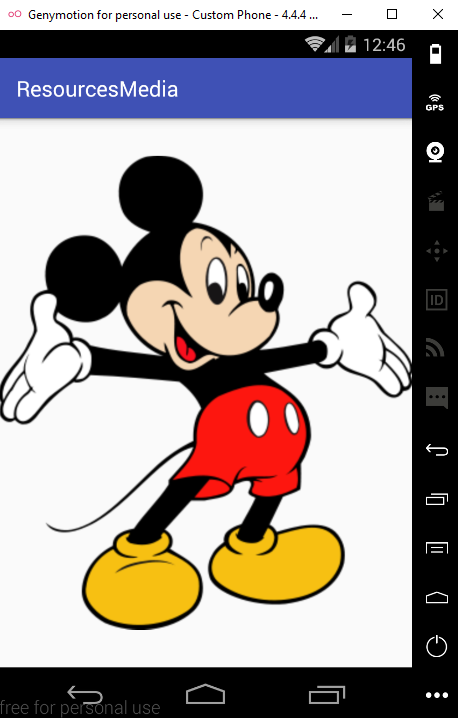 Genymotion for personal use - Custom Phone - 4.4.4 ...
12:46
ResourcesMedia
GPS
ID
free for personal use